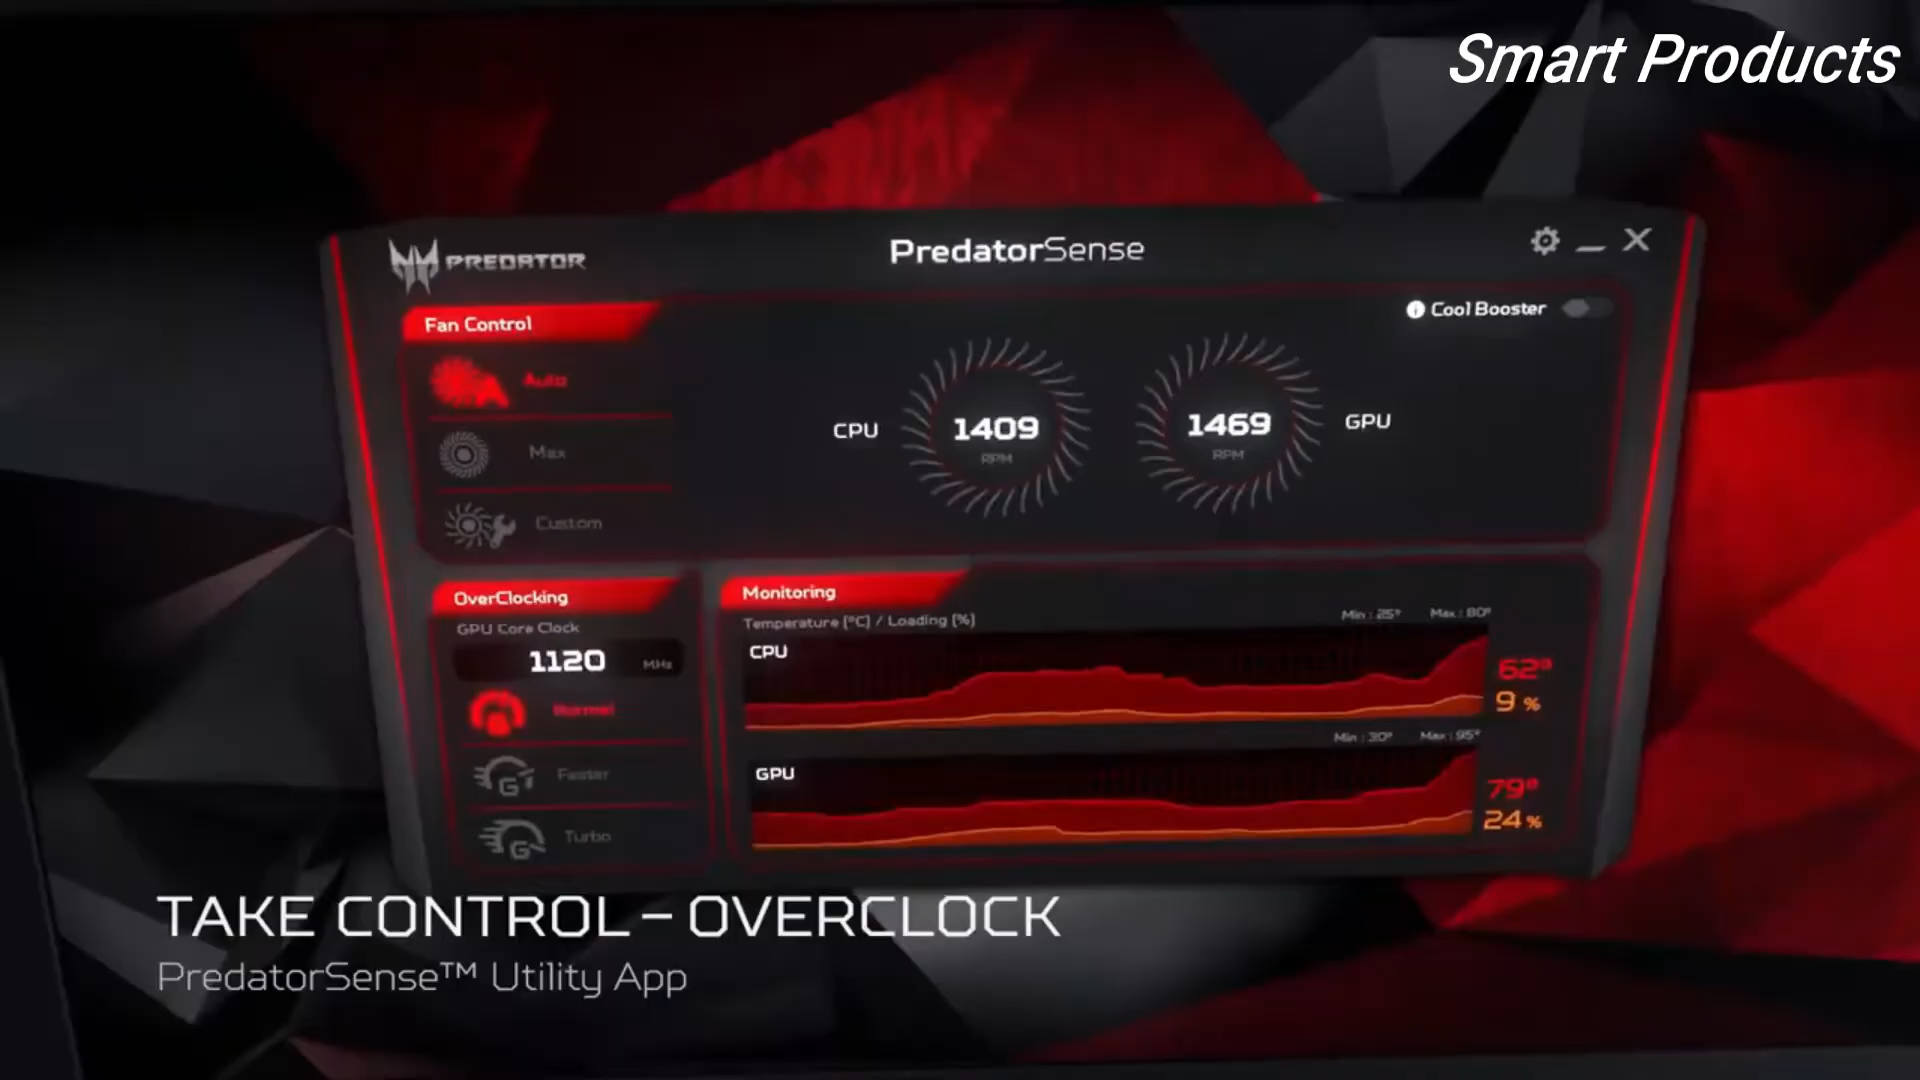 Smart Products
PREDATOR
PredatorSense
Cool Booster
Fan Control
Auto
Max
Custom
CPU
1409
RPM
1469
RPM
GPU
OverClocking
GPU Core Clock
1120 MHz
Normal
Faster
Turbo
Monitoring
Temperature (°C) / Loading (%)
Min : 25° Max : 80°
CPU
62°
9 %
Min : 30° Max : 95°
GPU
79°
24 %
TAKE CONTROL – OVERCLOCK
PredatorSense™ Utility App